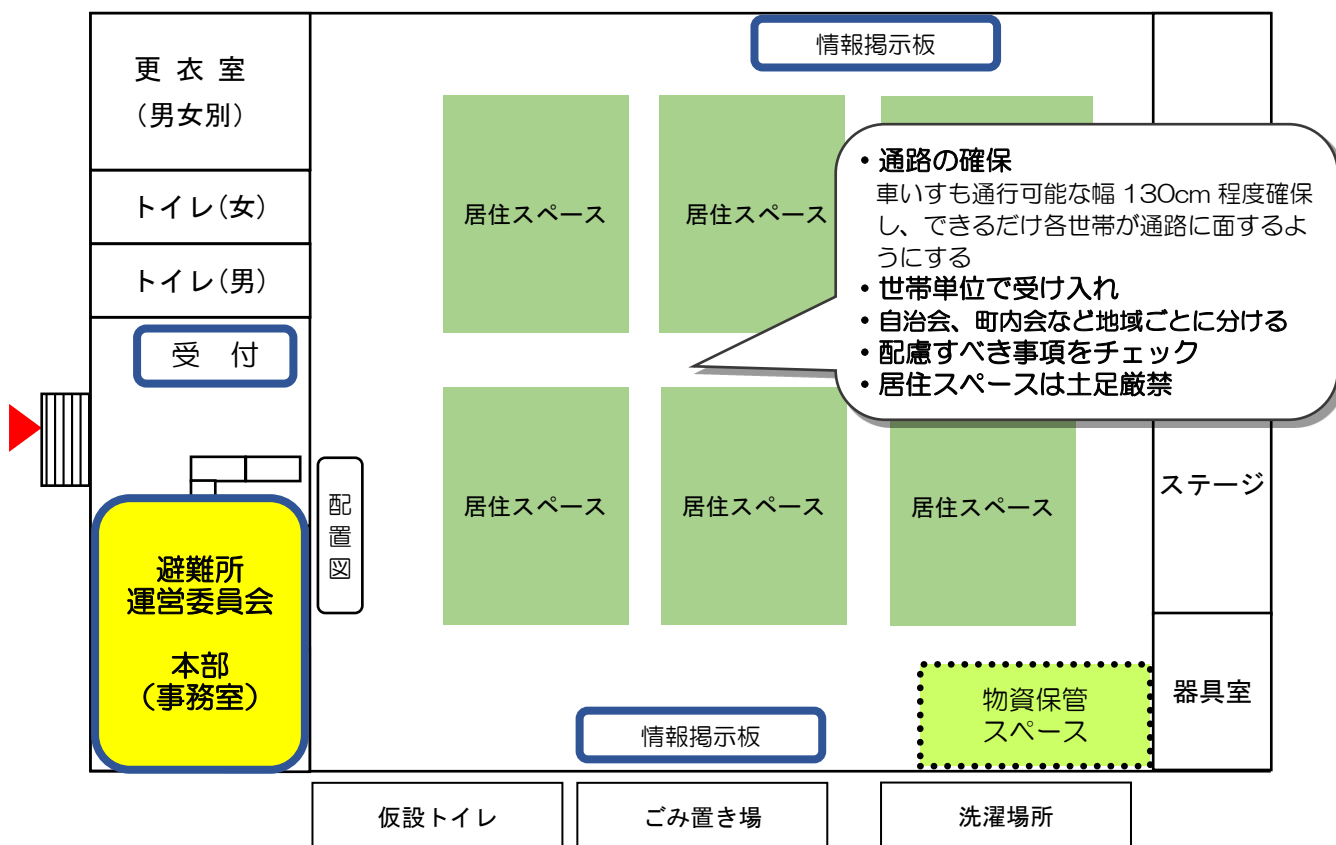 情報掲示板
更 衣 室
（男女別）
トイレ（女）
トイレ（男）
受 付
居住スペース
居住スペース
・通路の確保
車いすも通行可能な幅 130cm 程度確保
し、できるだけ各世帯が通路に面するよ
うにする
・世帯単位で受け入れ
・自治会、町内会など地域ごとに分ける
・配慮すべき事項をチェック
・居住スペースは土足厳禁
配置図
居住スペース
居住スペース
居住スペース
ステージ
避難所
運営委員会
本部
（事務室）
情報掲示板
物資保管
スペース
器具室
仮設トイレ
ごみ置き場
洗濯場所